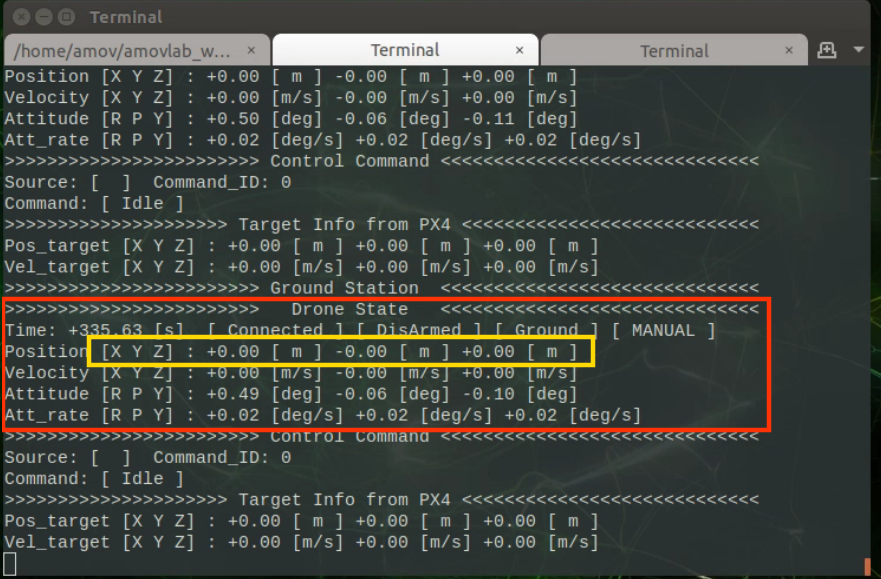 Terminal
/home/amov/amovlab_w... × Terminal × Terminal ×
Position [X Y Z] : +0.00 [ m ] -0.00 [ m ] +0.00 [ m ]
Velocity [X Y Z] : +0.00 [m/s] -0.00 [m/s] +0.00 [m/s]
Attitude [R P Y] : +0.50 [deg] -0.06 [deg] -0.11 [deg]
Att_rate [R P Y] : +0.02 [deg/s] +0.02 [deg/s] +0.02 [deg/s]
>>>>>>>>>>>>>>>>>>>>>>>> Control Command <<<<<<<<<<<<<<<<<<<<<<<<<<<<<<
Source: [  ]  Command_ID: 0
Command: [ Idle ]
>>>>>>>>>>>>>>>>>>>>> Target Info from PX4 <<<<<<<<<<<<<<<<<<<<<<<<<<<<
Pos_target [X Y Z] : +0.00 [ m ] +0.00 [ m ] +0.00 [ m ]
Vel_target [X Y Z] : +0.00 [m/s] +0.00 [m/s] +0.00 [m/s]
>>>>>>>>>>>>>>>>>>>>>>>> Ground Station  <<<<<<<<<<<<<<<<<<<<<<<<<<<<<<
>>>>>>>>>>>>>>>>>>>>>>>>   Drone State   <<<<<<<<<<<<<<<<<<<<<<<<<<<<<<
Time: +335.63 [s]  [ Connected ] [ DisArmed ] [ Ground ] [ MANUAL ]
Position [X Y Z] : +0.00 [ m ] -0.00 [ m ] +0.00 [ m ]
Velocity [X Y Z] : +0.00 [m/s] -0.00 [m/s] +0.00 [m/s]
Attitude [R P Y] : +0.49 [deg] -0.06 [deg] -0.10 [deg]
Att_rate [R P Y] : +0.02 [deg/s] +0.02 [deg/s] +0.02 [deg/s]
>>>>>>>>>>>>>>>>>>>>>>>> Control Command <<<<<<<<<<<<<<<<<<<<<<<<<<<<<<
Source: [  ]  Command_ID: 0
Command: [ Idle ]
>>>>>>>>>>>>>>>>>>>>> Target Info from PX4 <<<<<<<<<<<<<<<<<<<<<<<<<<<<
Pos_target [X Y Z] : +0.00 [ m ] +0.00 [ m ] +0.00 [ m ]
Vel_target [X Y Z] : +0.00 [m/s] +0.00 [m/s] +0.00 [m/s]